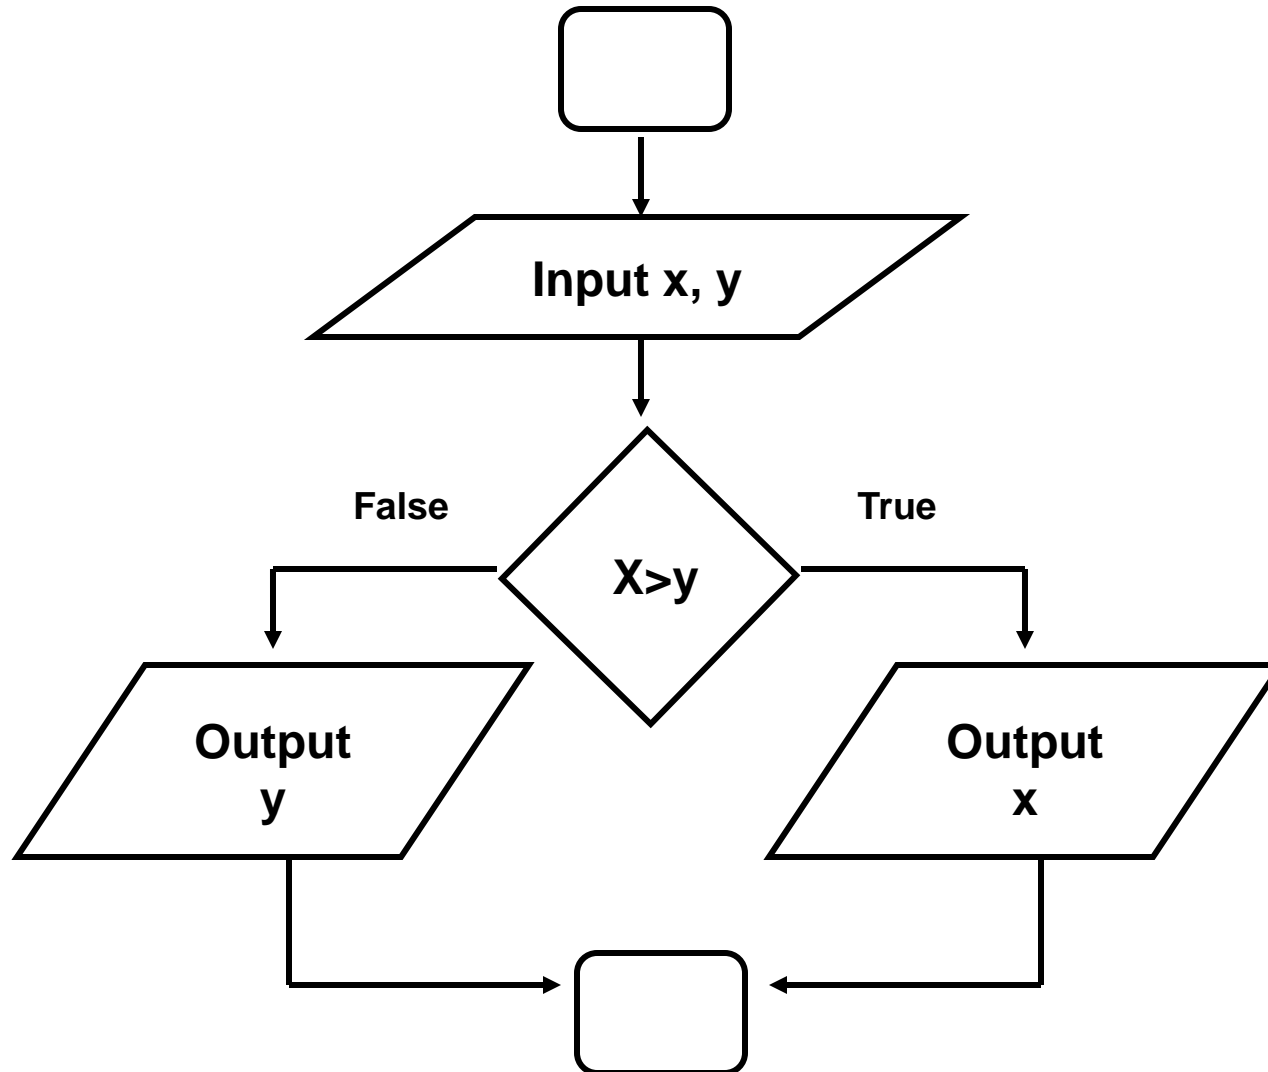 Input x, y
False
True
X>y
Output
y
Output
x